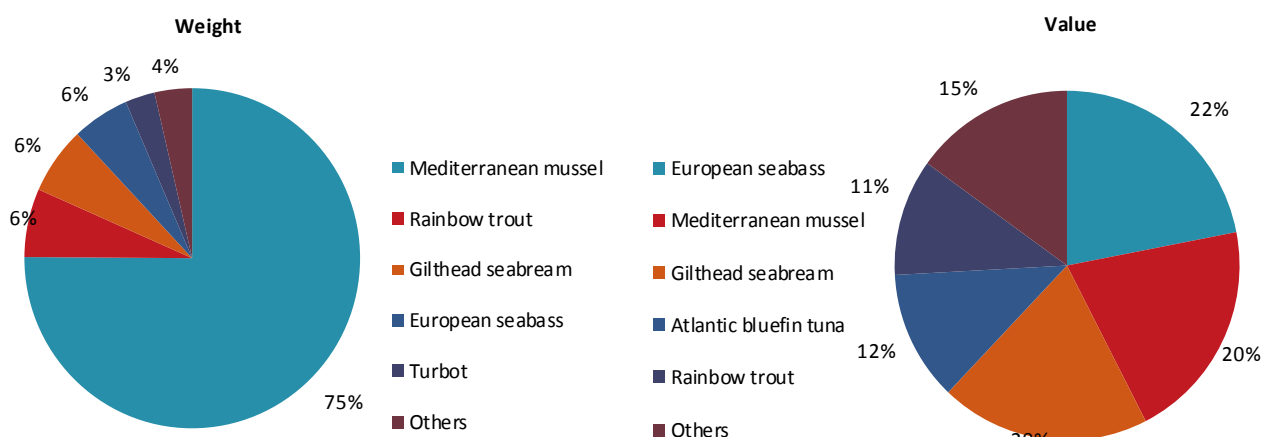 Weight
3%
4%
6%
6%
6%
75%
Mediterranean mussel
Rainbow trout
Gilthead seabream
European seabass
Turbot
Others
Value
15%
22%
11%
12%
20%
European seabass
Mediterranean mussel
Gilthead seabream
Atlantic bluefin tuna
Rainbow trout
Others